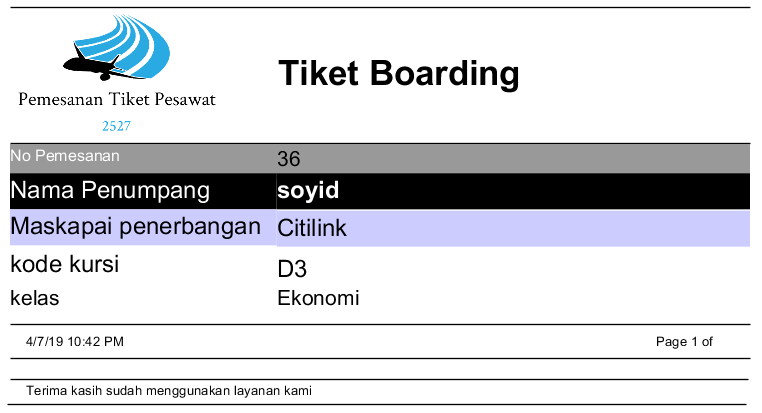 Pemesanan Tiket Pesawat
2527
Tiket Boarding
No Pemesanan 36
Nama Penumpang soyid
Maskapai penerbangan Citilink
kode kursi D3
kelas Ekonomi
4/7/19 10:42 PM Page 1 of
Terima kasih sudah menggunakan layanan kami